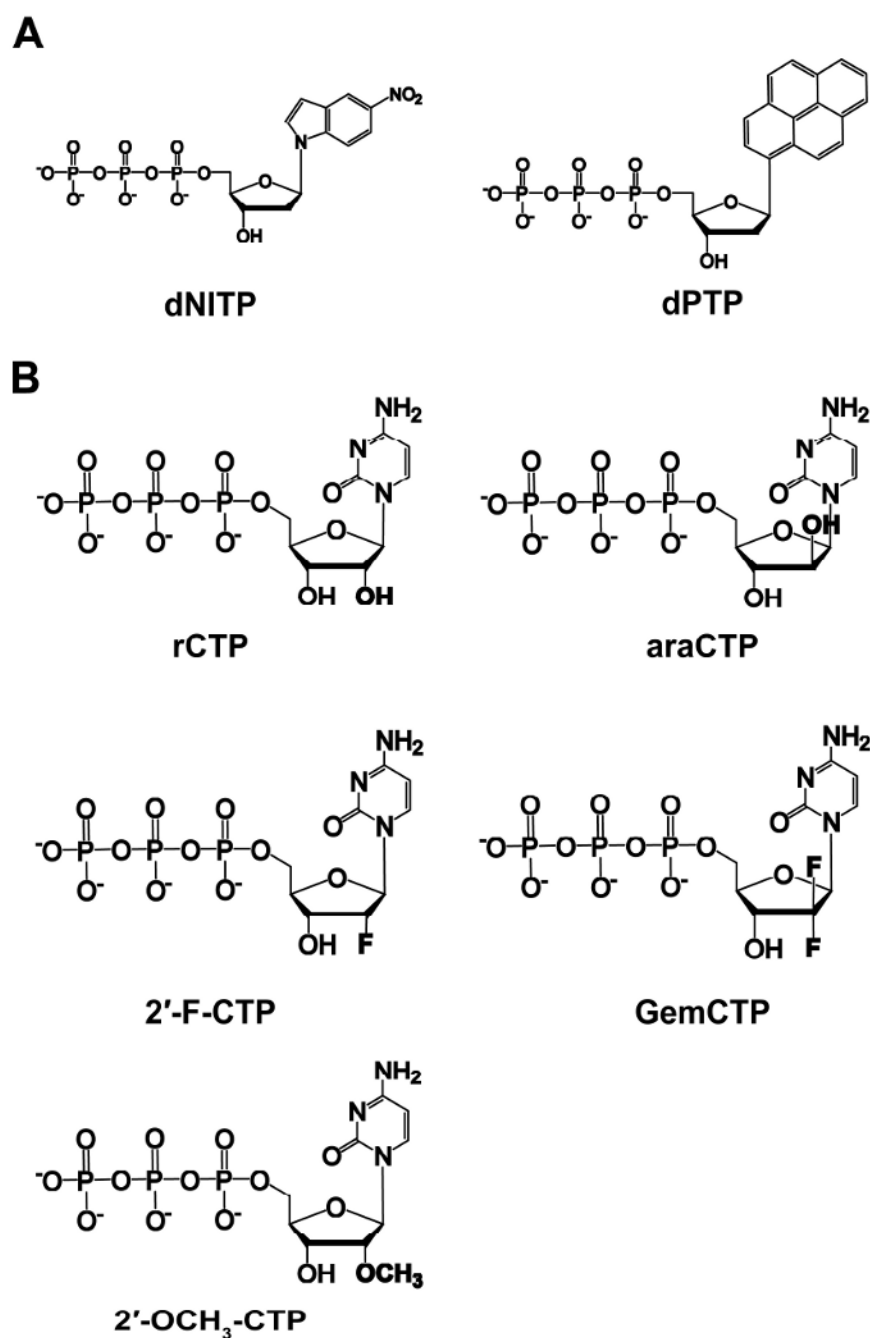 A
NO₂
N
O O O
⁻O P O P O P O
O⁻ O⁻ O⁻
O
OH
dNITP
O O O
⁻O P O P O P O
O⁻ O⁻ O⁻
O
OH
dPTP
B
NH₂
N
O N
O O O
⁻O P O P O P O
O⁻ O⁻ O⁻
O
OH OH
rCTP
NH₂
N
O N
O O O
⁻O P O P O P O
O⁻ O⁻ O⁻
O OH
OH
araCTP
NH₂
N
O N
O O O
⁻O P O P O P O
O⁻ O⁻ O⁻
O
OH F
2′-F-CTP
NH₂
N
O N
O O O
⁻O P O P O P O
O⁻ O⁻ O⁻
O F
OH F
GemCTP
NH₂
N
O N
O O O
⁻O P O P O P O
O⁻ O⁻ O⁻
O
OH OCH₃
2′-OCH₃-CTP